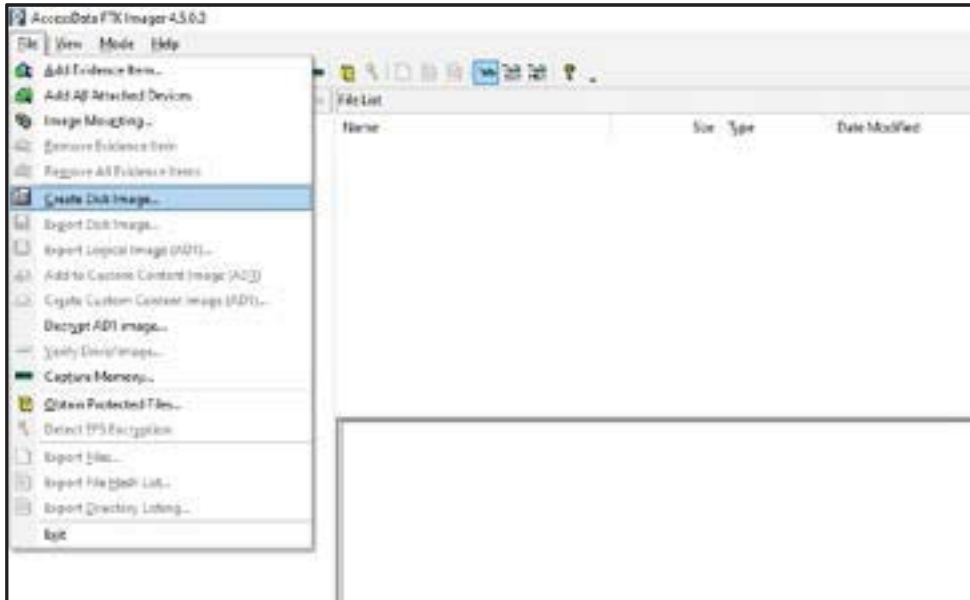 AccessData FTK Imager 4.5.0.3
File View Mode Help
Add Evidence Item...
Add All Attached Devices
Image Mounting...
Remove Evidence Item
Remove All Evidence Items
Create Disk Image...
Export Disk Image...
Export Logical Image (AD1)...
Add to Custom Content Image (AD1)
Create Custom Content Image (AD1)...
Decrypt AD1 image...
Verify Drive/Image...
Capture Memory...
Obtain Protected Files...
Detect EFS Encryption
Export Files...
Export File Hash List...
Export Directory Listing...
Exit
File List
Name Size Type Date Modified